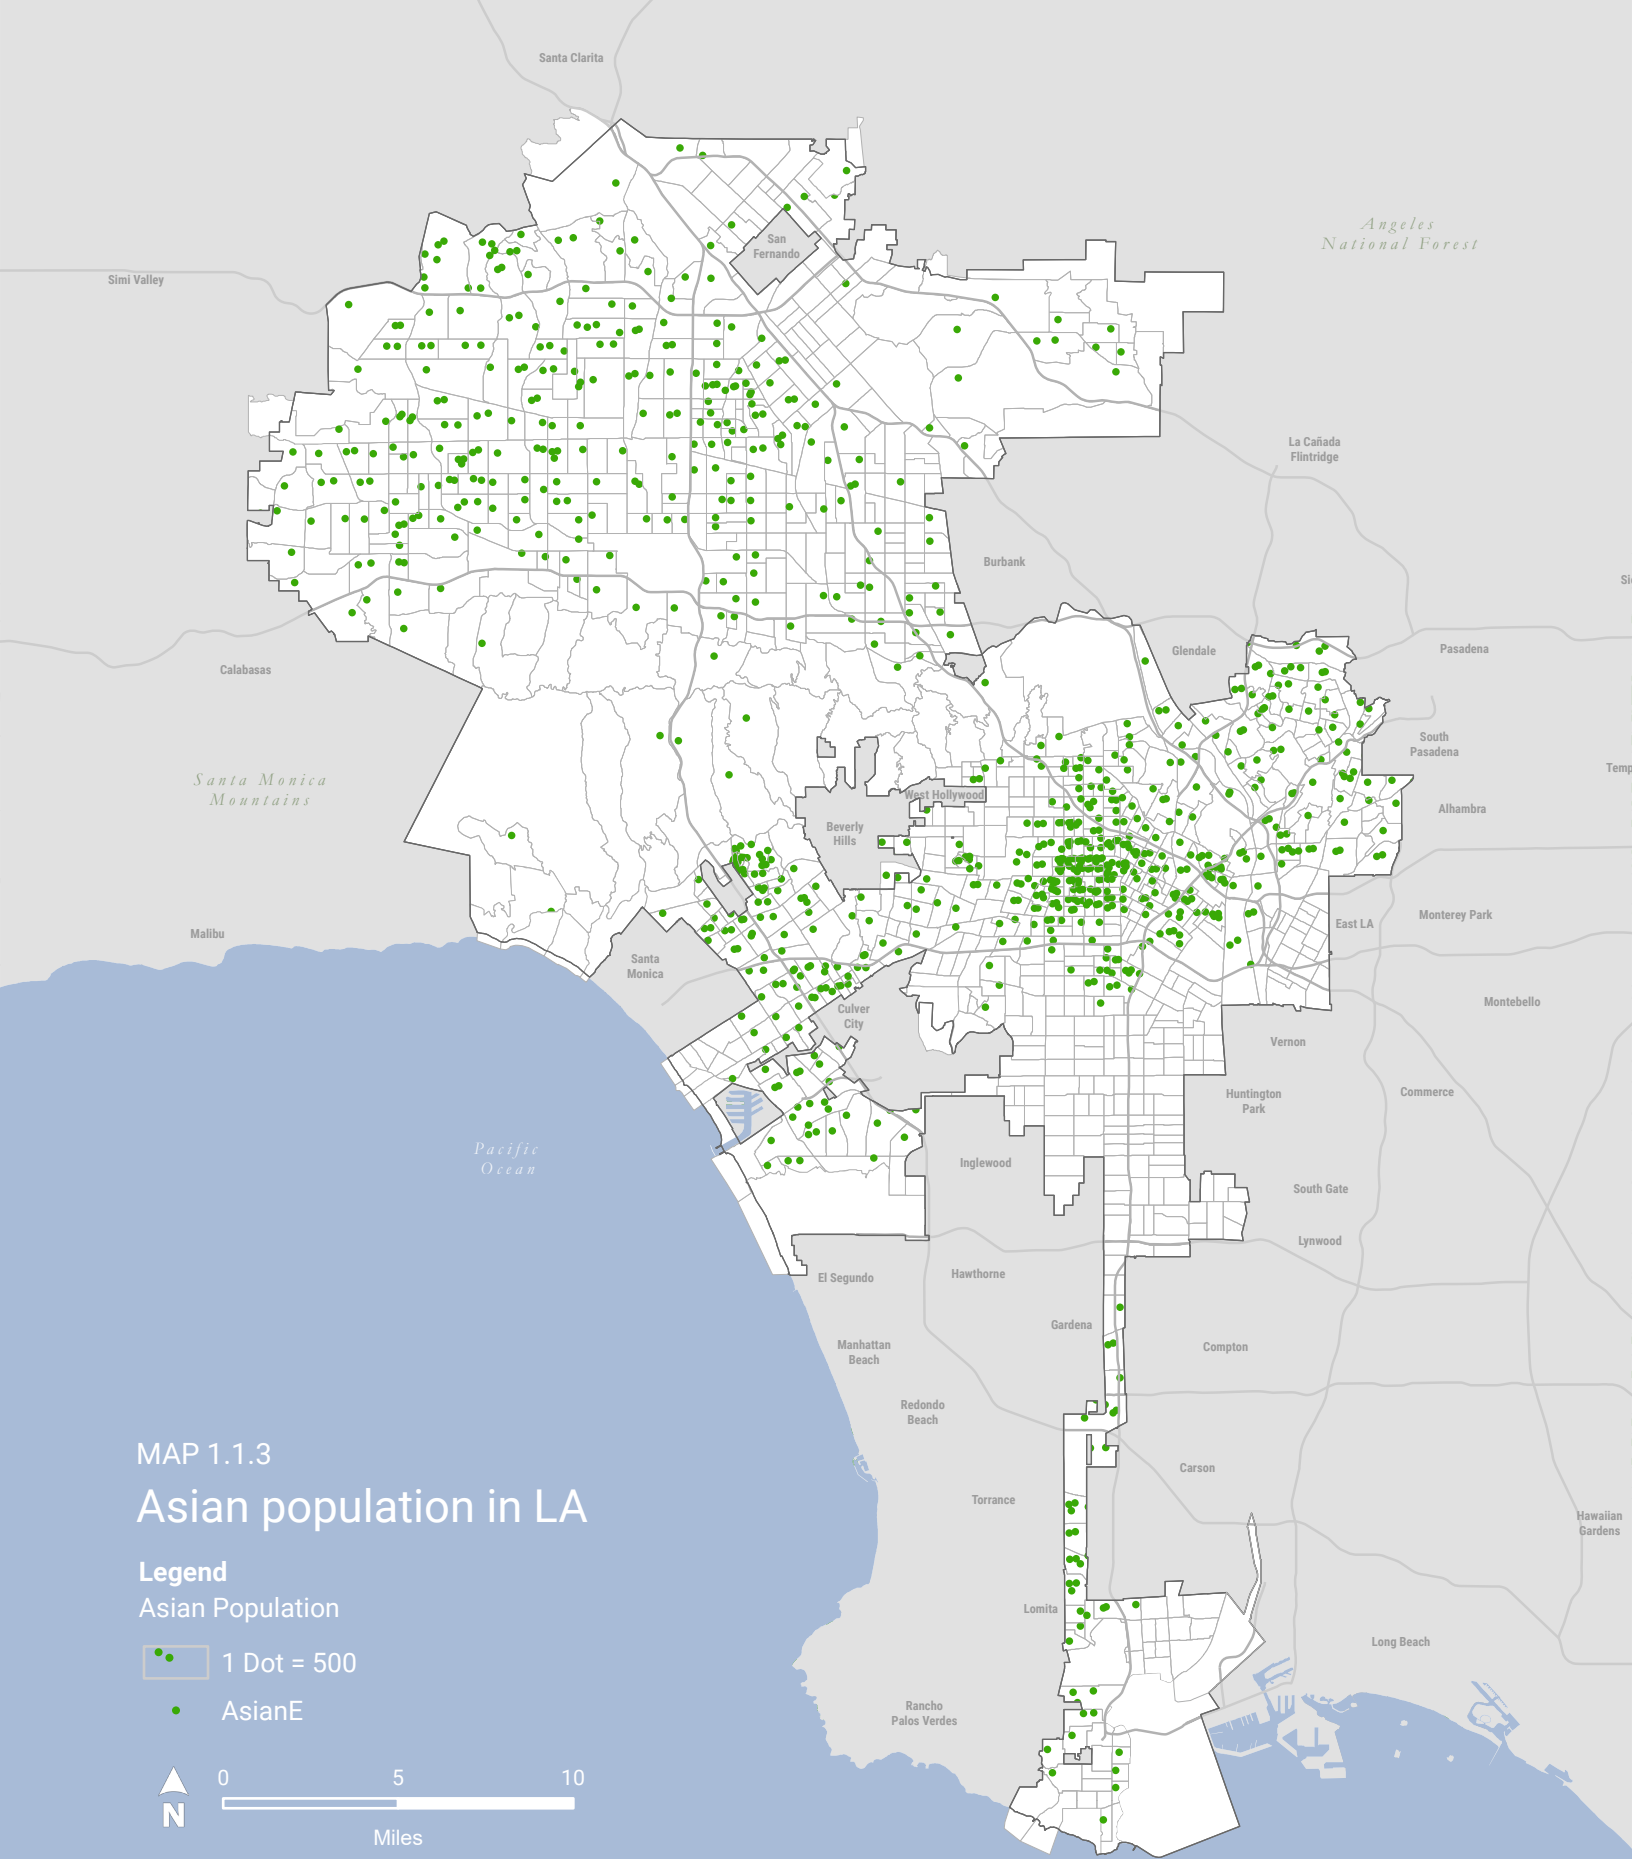 Santa Clarita
Angeles
National Forest
San
Fernando
Simi Valley
La Cañada
Flintridge
Burbank
Si
Glendale
Pasadena
Calabasas
South
Pasadena
Santa Monica
Mountains
Temp
West Hollywood
Alhambra
Beverly
Hills
Malibu
East LA
Monterey Park
Santa
Monica
Montebello
Culver
City
Vernon
Huntington
Park
Commerce
Pacific
Ocean
Inglewood
South Gate
Lynwood
El Segundo
Hawthorne
Gardena
Manhattan
Beach
Compton
Redondo
Beach
MAP 1.1.3
Carson
Asian population in LA
Torrance
Hawaiian
Gardens
Legend
Asian Population
Lomita
Long Beach
1 Dot = 500
AsianE
Rancho
Palos Verdes
0 5 10
N
Miles